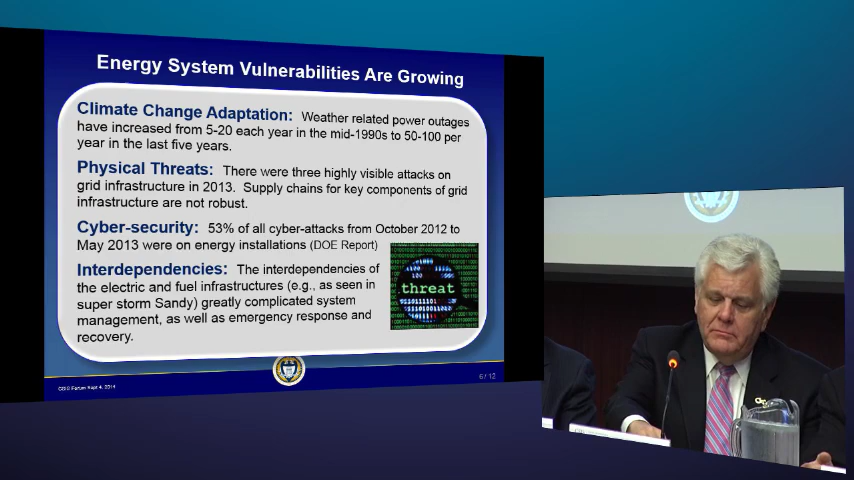 Energy System Vulnerabilities Are Growing
Climate Change Adaptation: Weather related power outages
have increased from 5-20 each year in the mid-1990s to 50-100 per
year in the last five years.
Physical Threats: There were three highly visible attacks on
grid infrastructure in 2013. Supply chains for key components of grid
infrastructure are not robust.
Cyber-security: 53% of all cyber-attacks from October 2012 to
May 2013 were on energy installations (DOE Report)
Interdependencies: The interdependencies of
the electric and fuel infrastructures (e.g., as seen in
super storm Sandy) greatly complicated system
management, as well as emergency response and
recovery.
threat
Forum Sept 4, 2014
6 / 12